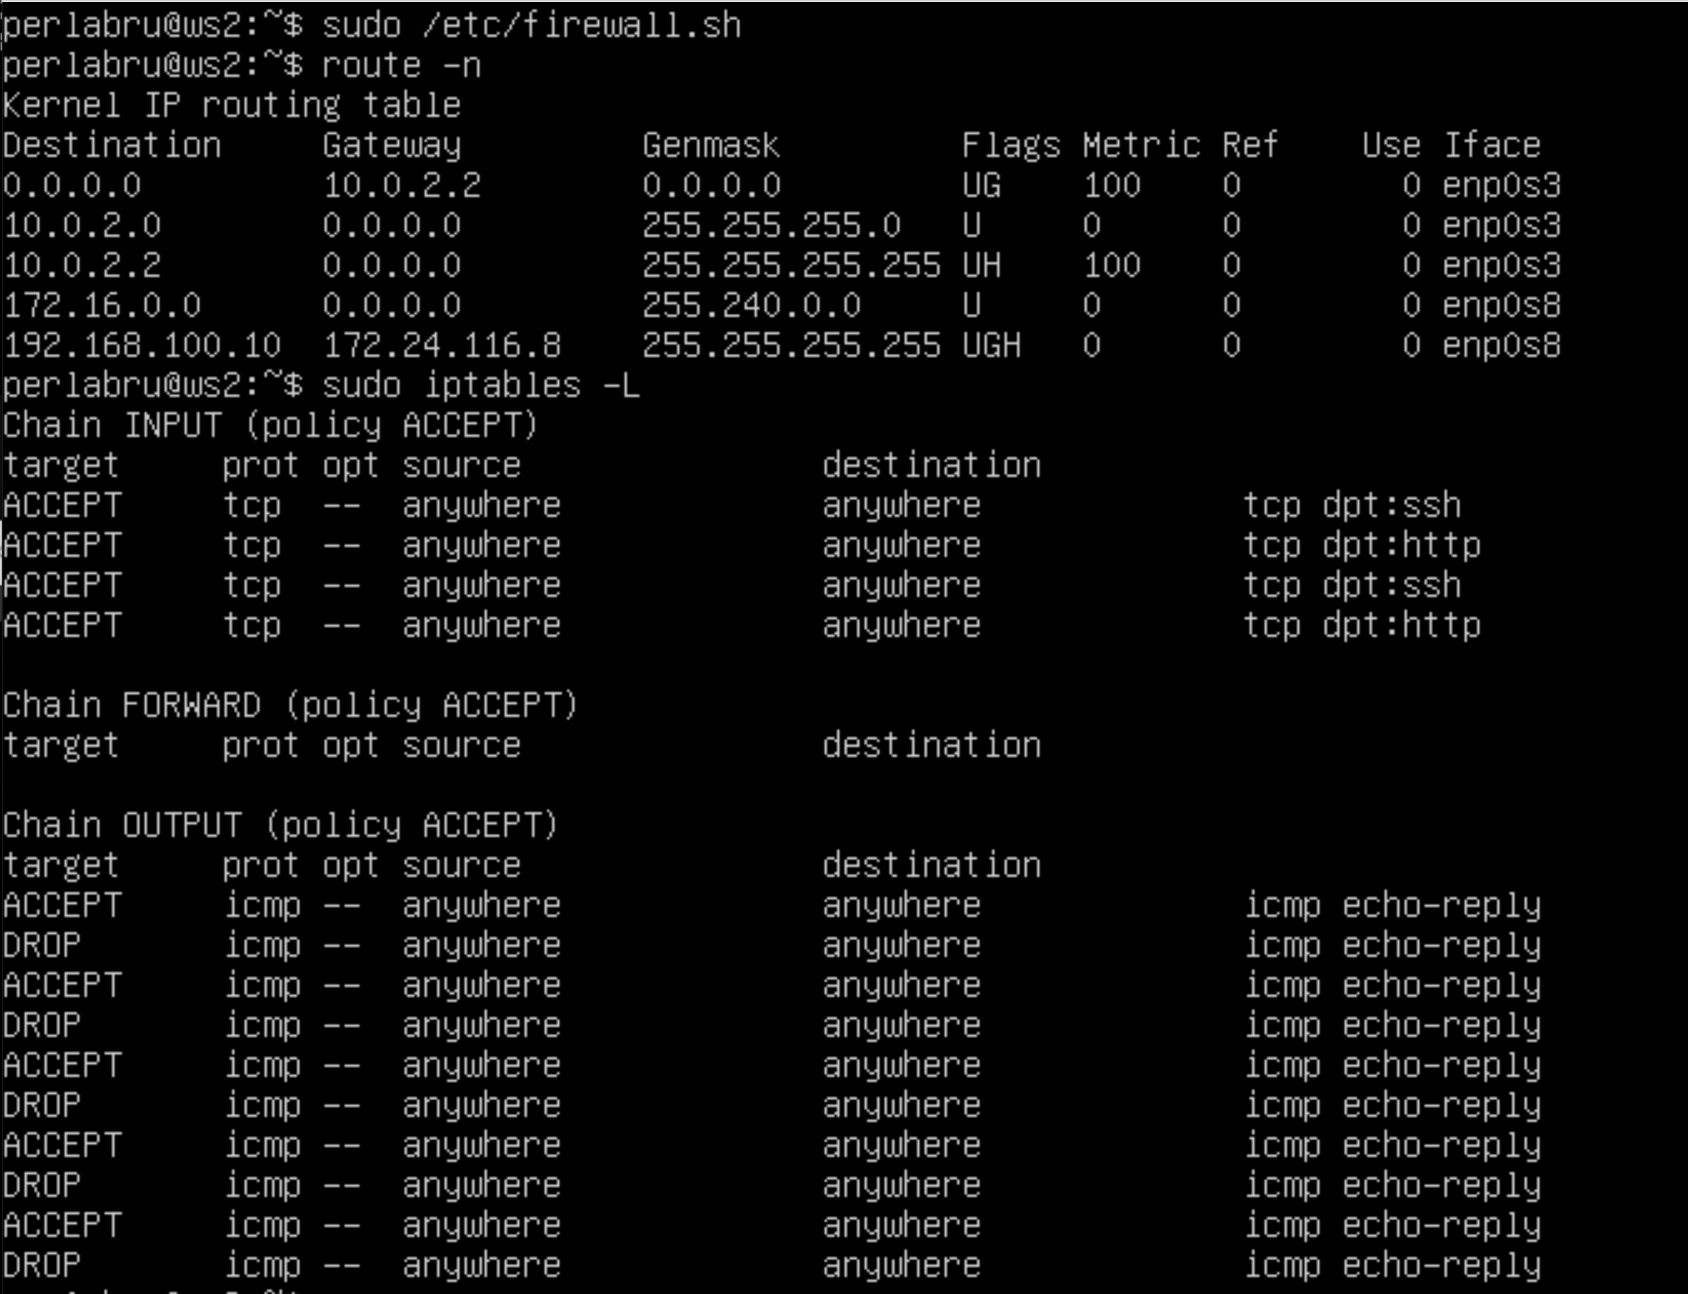 perlabru@ws2:~$ sudo /etc/firewall.sh
perlabru@ws2:~$ route -n
Kernel IP routing table
Destination     Gateway         Genmask         Flags Metric Ref    Use Iface
0.0.0.0         10.0.2.2        0.0.0.0         UG    100    0        0 enp0s3
10.0.2.0        0.0.0.0         255.255.255.0   U     0      0        0 enp0s3
10.0.2.2        0.0.0.0         255.255.255.255 UH    100    0        0 enp0s3
172.16.0.0      0.0.0.0         255.240.0.0     U     0      0        0 enp0s8
192.168.100.10  172.24.116.8    255.255.255.255 UGH   0      0        0 enp0s8
perlabru@ws2:~$ sudo iptables -L
Chain INPUT (policy ACCEPT)
target     prot opt source               destination
ACCEPT     tcp  --  anywhere             anywhere             tcp dpt:ssh
ACCEPT     tcp  --  anywhere             anywhere             tcp dpt:http
ACCEPT     tcp  --  anywhere             anywhere             tcp dpt:ssh
ACCEPT     tcp  --  anywhere             anywhere             tcp dpt:http

Chain FORWARD (policy ACCEPT)
target     prot opt source               destination

Chain OUTPUT (policy ACCEPT)
target     prot opt source               destination
ACCEPT     icmp --  anywhere             anywhere             icmp echo-reply
DROP       icmp --  anywhere             anywhere             icmp echo-reply
ACCEPT     icmp --  anywhere             anywhere             icmp echo-reply
DROP       icmp --  anywhere             anywhere             icmp echo-reply
ACCEPT     icmp --  anywhere             anywhere             icmp echo-reply
DROP       icmp --  anywhere             anywhere             icmp echo-reply
ACCEPT     icmp --  anywhere             anywhere             icmp echo-reply
DROP       icmp --  anywhere             anywhere             icmp echo-reply
ACCEPT     icmp --  anywhere             anywhere             icmp echo-reply
DROP       icmp --  anywhere             anywhere             icmp echo-reply